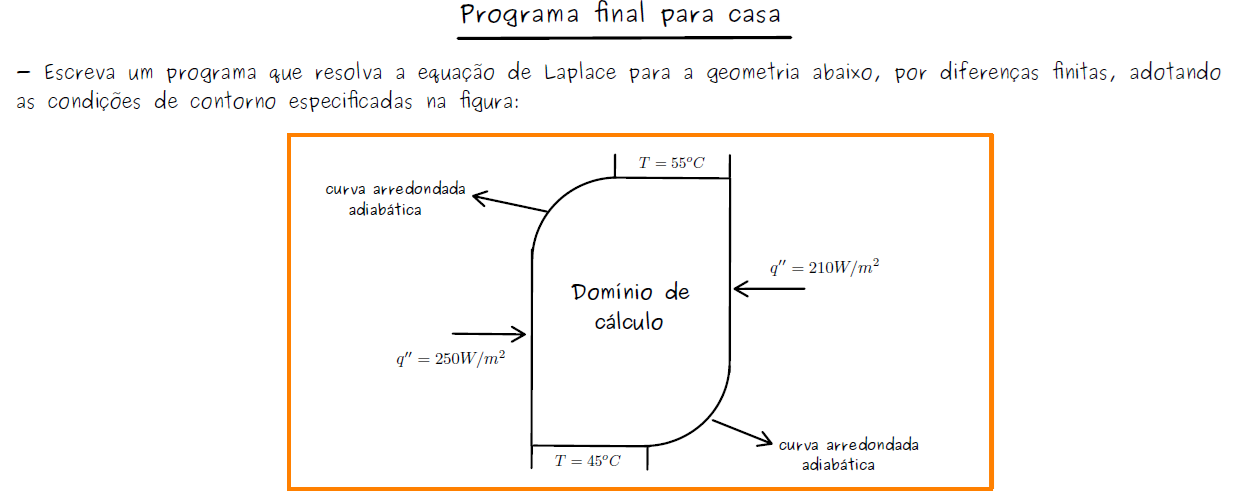 Programa final para casa
– Escreva um programa que resolva a equação de Laplace para a geometria abaixo, por diferenças finitas, adotando
as condições de contorno especificadas na figura:
T = 55°C
curva arredondada
adiabática
q″ = 210W/m²
Domínio de
cálculo
q″ = 250W/m²
curva arredondada
adiabática
T = 45°C